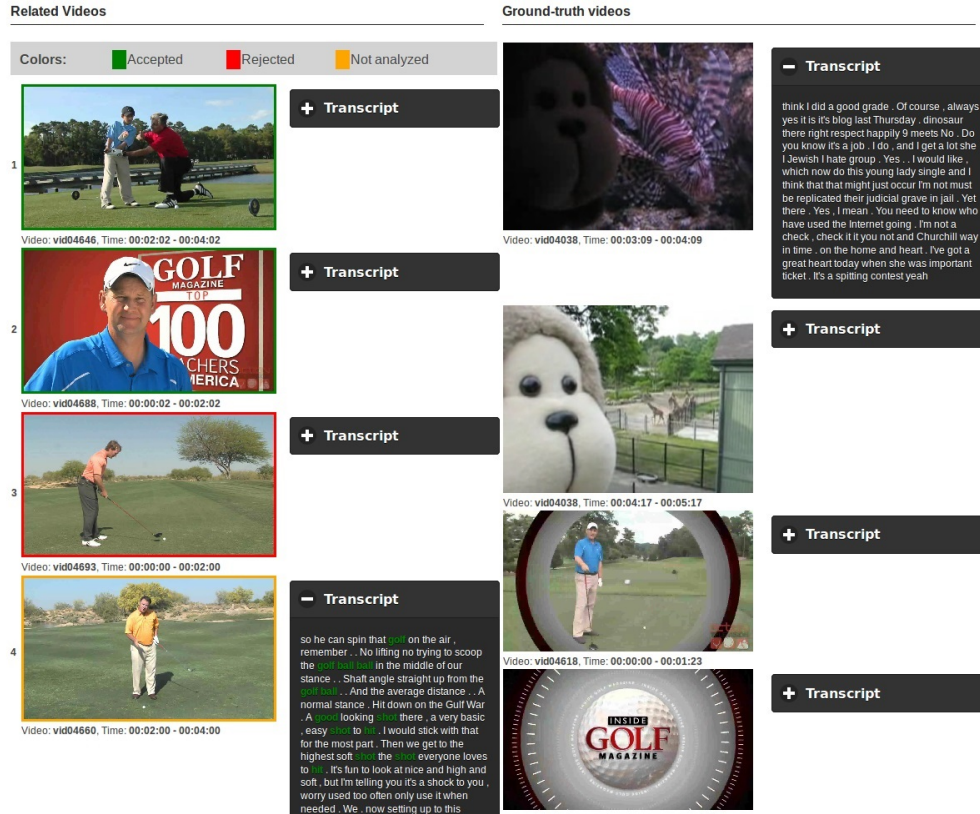 Related Videos
Colors: Accepted Rejected Not analyzed
1
Transcript
Video: vid04646, Time: 00:02:02 - 00:04:02
2
GOLF
MAGAZINE
TOP
100
ACHERS
MERICA
Transcript
Video: vid04688, Time: 00:00:02 - 00:02:02
3
Transcript
Video: vid04693, Time: 00:00:00 - 00:02:00
4
Transcript
so he can spin that golf on the air ,
remember . . No lifting no trying to scoop
the golf ball ball in the middle of our
stance . . Shaft angle straight up from the
golf ball . . And the average distance . . A
normal stance . Hit down on the Gulf War
. A good looking shot there , a very basic
, easy shot to hit . I would stick with that
for the most part . Then we get to the
highest soft shot the shot everyone loves
to hit . It's fun to look at nice and high and
soft , but I'm telling you it's a shock to you ,
worry used too often only use it when
needed . We . now setting up to this
Video: vid04660, Time: 00:02:00 - 00:04:00
Ground-truth videos
Transcript
think I did a good grade . Of course , always
yes it is it's blog last Thursday . dinosaur
there right respect happily 9 meets No . Do
you know it's a job . I do , and I get a lot she
I Jewish I hate group . Yes . . I would like ,
which now do this young lady single and I
think that that might just occur I'm not must
be replicated their judicial grave in jail . Yet
there . Yes , I mean . You need to know who
have used the Internet going . I'm not a
check , check it it you not and Churchill way
in time . on the home and heart . I've got a
great heart today when she was important
ticket . It's a spitting contest yeah
Video: vid04038, Time: 00:03:09 - 00:04:09
Transcript
Video: vid04038, Time: 00:04:17 - 00:05:17
Transcript
Video: vid04618, Time: 00:00:00 - 00:01:23
Transcript
INSIDE
GOLF
MAGAZINE